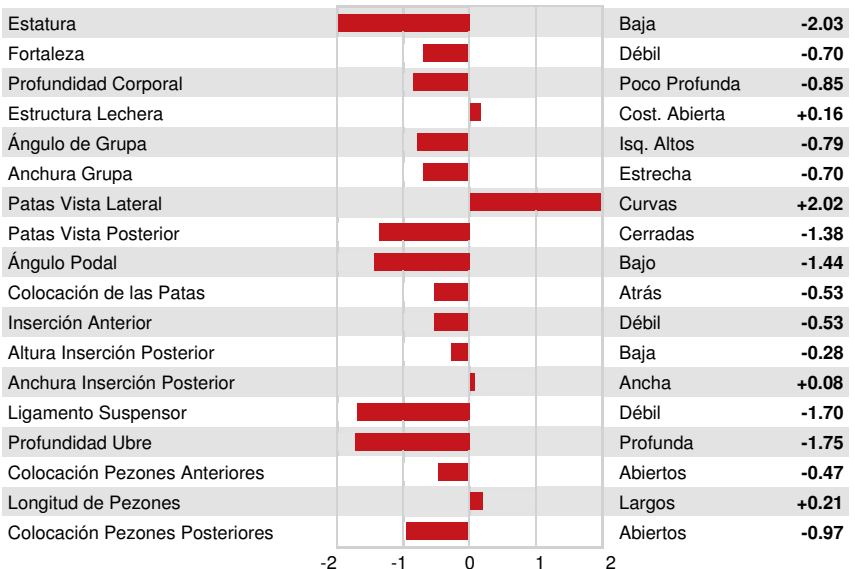 Estatura Baja -2.03
Fortaleza Débil -0.70
Profundidad Corporal Poco Profunda -0.85
Estructura Lechera Cost. Abierta +0.16
Ángulo de Grupa Isq. Altos -0.79
Anchura Grupa Estrecha -0.70
Patas Vista Lateral Curvas +2.02
Patas Vista Posterior Cerradas -1.38
Ángulo Podal Bajo -1.44
Colocación de las Patas Atrás -0.53
Inserción Anterior Débil -0.53
Altura Inserción Posterior Baja -0.28
Anchura Inserción Posterior Ancha +0.08
Ligamento Suspensor Débil -1.70
Profundidad Ubre Profunda -1.75
Colocación Pezones Anteriores Abiertos -0.47
Longitud de Pezones Largos +0.21
Colocación Pezones Posteriores Abiertos -0.97
-2 -1 0 1 2